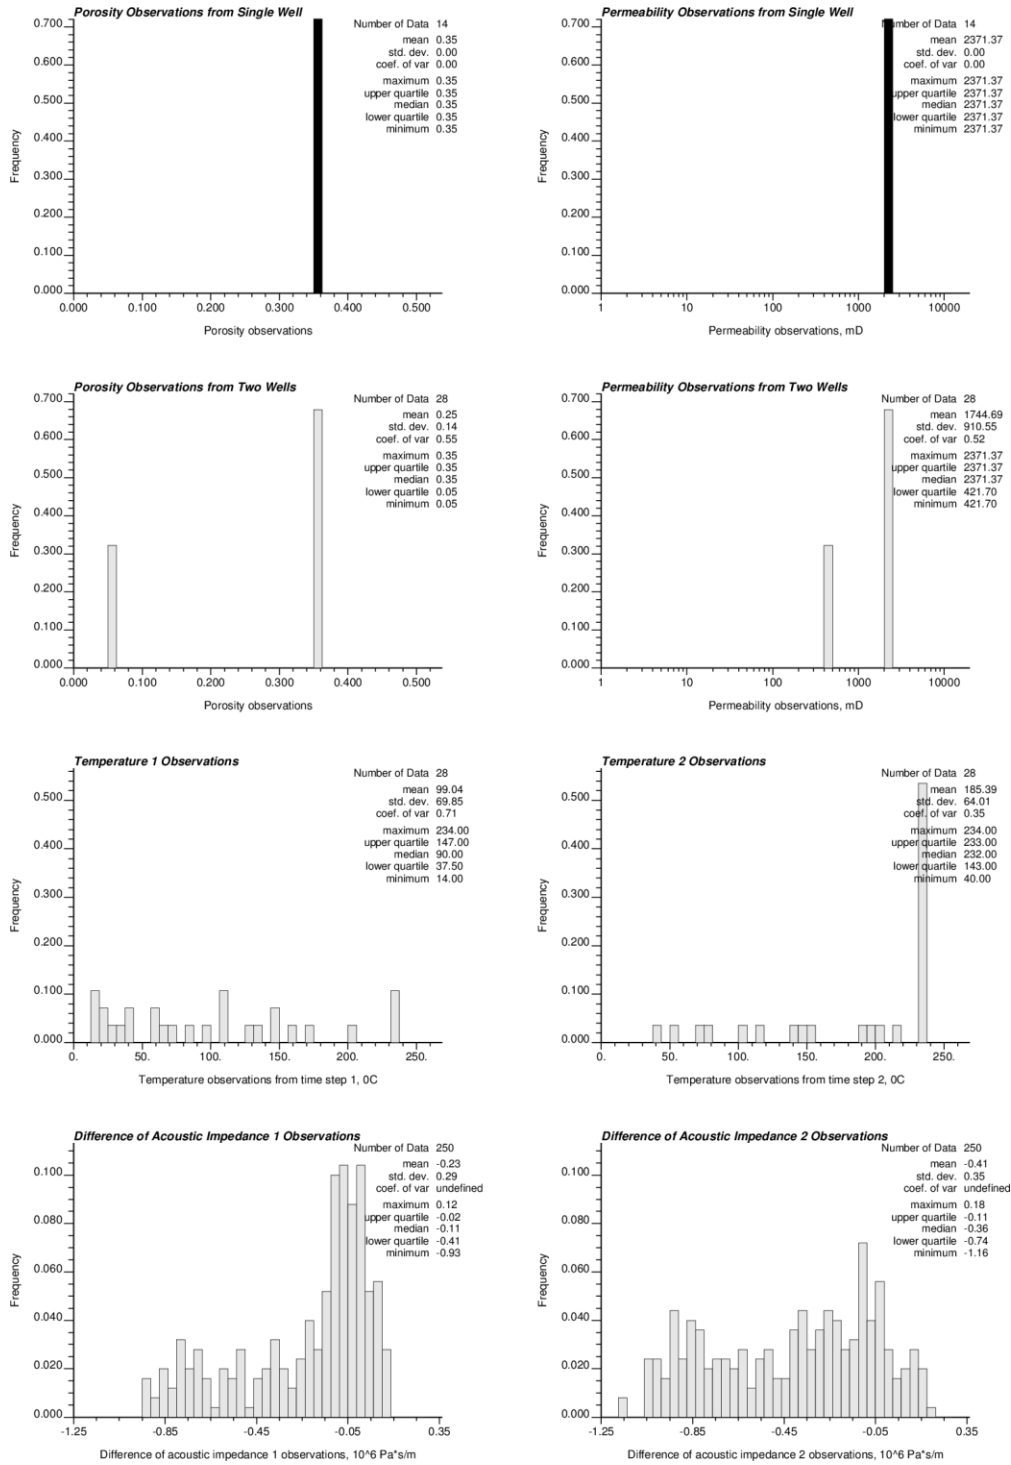 Porosity Observations from Single Well
Number of Data 14
mean 0.35
std. dev. 0.00
coef. of var 0.00
maximum 0.35
upper quartile 0.35
median 0.35
lower quartile 0.35
minimum 0.35
Frequency
0.700
0.600
0.500
0.400
0.300
0.200
0.100
0.000
0.000 0.100 0.200 0.300 0.400 0.500
Porosity observations
Permeability Observations from Single Well
Number of Data 14
mean 2371.37
std. dev. 0.00
coef. of var 0.00
maximum 2371.37
upper quartile 2371.37
median 2371.37
lower quartile 2371.37
minimum 2371.37
Frequency
0.700
0.600
0.500
0.400
0.300
0.200
0.100
0.000
1 10 100 1000 10000
Permeability observations, mD
Porosity Observations from Two Wells
Number of Data 28
mean 0.25
std. dev. 0.14
coef. of var 0.55
maximum 0.35
upper quartile 0.35
median 0.35
lower quartile 0.05
minimum 0.05
Frequency
0.700
0.600
0.500
0.400
0.300
0.200
0.100
0.000
0.000 0.100 0.200 0.300 0.400 0.500
Porosity observations
Permeability Observations from Two Wells
Number of Data 28
mean 1744.69
std. dev. 910.55
coef. of var 0.52
maximum 2371.37
upper quartile 2371.37
median 2371.37
lower quartile 421.70
minimum 421.70
Frequency
0.700
0.600
0.500
0.400
0.300
0.200
0.100
0.000
1 10 100 1000 10000
Permeability observations, mD
Temperature 1 Observations
Number of Data 28
mean 99.04
std. dev. 69.85
coef. of var 0.71
maximum 234.00
upper quartile 147.00
median 90.00
lower quartile 37.50
minimum 14.00
Frequency
0.500
0.400
0.300
0.200
0.100
0.000
0. 50. 100. 150. 200. 250.
Temperature observations from time step 1, 0C
Temperature 2 Observations
Number of Data 28
mean 185.39
std. dev. 64.01
coef. of var 0.35
maximum 234.00
upper quartile 233.00
median 232.00
lower quartile 143.00
minimum 40.00
Frequency
0.500
0.400
0.300
0.200
0.100
0.000
0. 50. 100. 150. 200. 250.
Temperature observations from time step 2, 0C
Difference of Acoustic Impedance 1 Observations
Number of Data 250
mean -0.23
std. dev. 0.29
coef. of var undefined
maximum 0.12
upper quartile -0.02
median -0.11
lower quartile -0.41
minimum -0.93
Frequency
0.100
0.080
0.060
0.040
0.020
0.000
-1.25 -0.85 -0.45 -0.05 0.35
Difference of acoustic impedance 1 observations, 10^6 Pa*s/m
Difference of Acoustic Impedance 2 Observations
Number of Data 250
mean -0.41
std. dev. 0.35
coef. of var undefined
maximum 0.18
upper quartile -0.11
median -0.36
lower quartile -0.74
minimum -1.16
Frequency
0.100
0.080
0.060
0.040
0.020
0.000
-1.25 -0.85 -0.45 -0.05 0.35
Difference of acoustic impedance 2 observations, 10^6 Pa*s/m